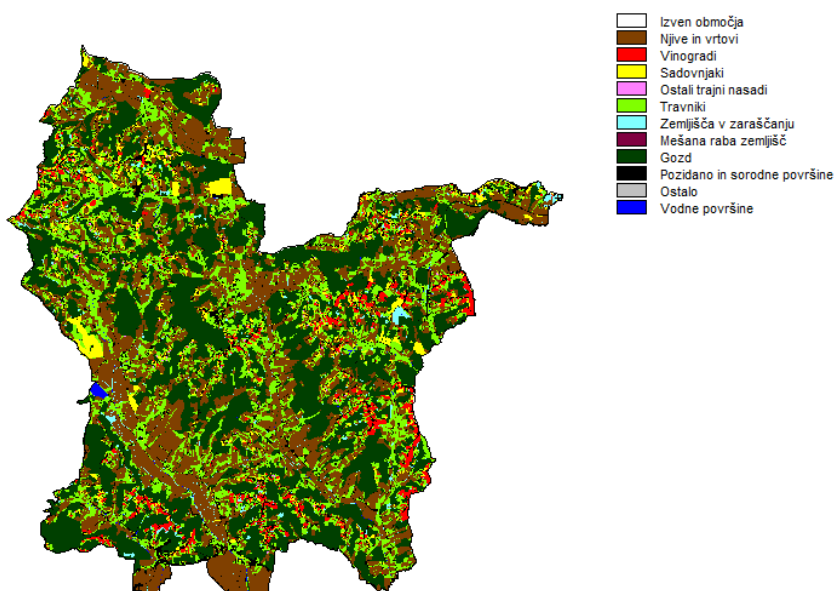 Izven območja
Njive in vrtovi
Vinogradi
Sadovnjaki
Ostali trajni nasadi
Travniki
Zemljišča v zaraščanju
Mešana raba zemljišč
Gozd
Pozidano in sorodne površine
Ostalo
Vodne površine